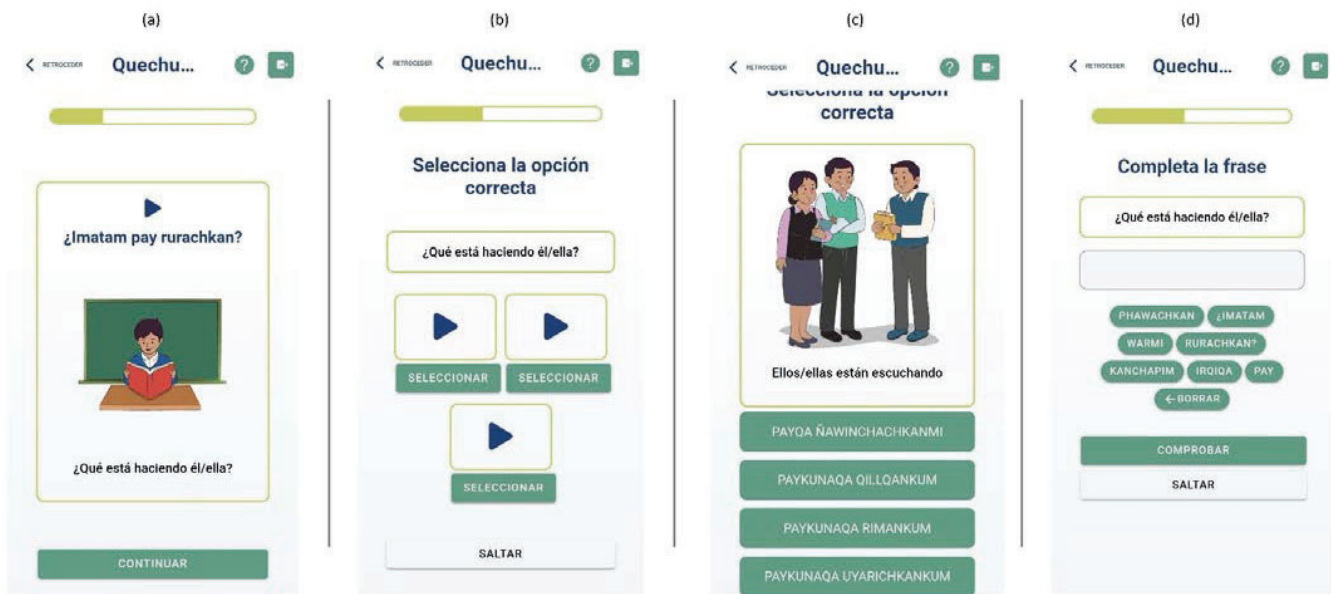 (a)
RETROCEDER
Quechu...
?
¿Imatam pay rurachkan?
¿Qué está haciendo él/ella?
CONTINUAR
(b)
RETROCEDER
Quechu...
?
Selecciona la opción
correcta
¿Qué está haciendo él/ella?
SELECCIONAR
SELECCIONAR
SELECCIONAR
SALTAR
(c)
RETROCEDER
Quechu...
?
Selecciona la opción
correcta
Ellos/ellas están escuchando
PAYQA ÑAWINCHACHKANMI
PAYKUNAQA QILLQANKUM
PAYKUNAQA RIMANKUM
PAYKUNAQA UYARICHKANKUM
(d)
RETROCEDER
Quechu...
?
Completa la frase
¿Qué está haciendo él/ella?
PHAWACHKAN ¿IMATAM
WARMI RURACHKAN?
KANCHAPIM IRQIQA PAY
←BORRAR
COMPROBAR
SALTAR